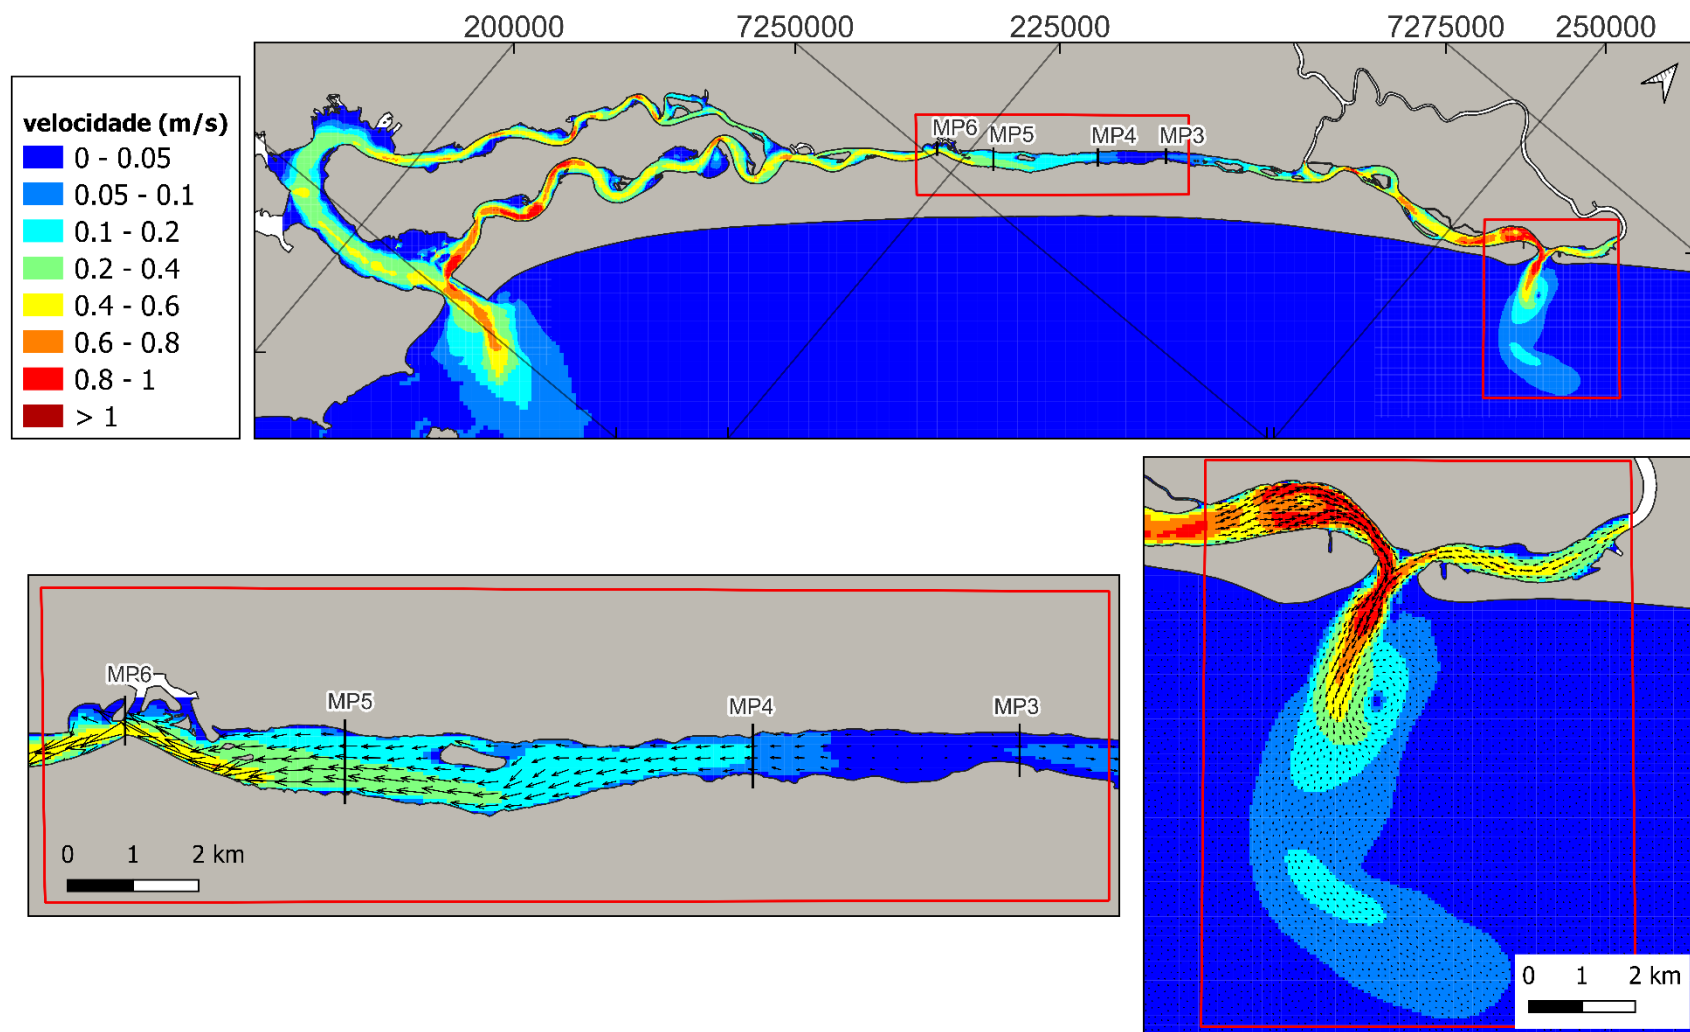 200000 7250000 225000 7275000 250000
velocidade (m/s)
0 - 0.05
0.05 - 0.1
0.1 - 0.2
0.2 - 0.4
0.4 - 0.6
0.6 - 0.8
0.8 - 1
> 1
MP6 MP5 MP4 MP3
MP6 MP5 MP4 MP3
0 1 2 km
0 1 2 km